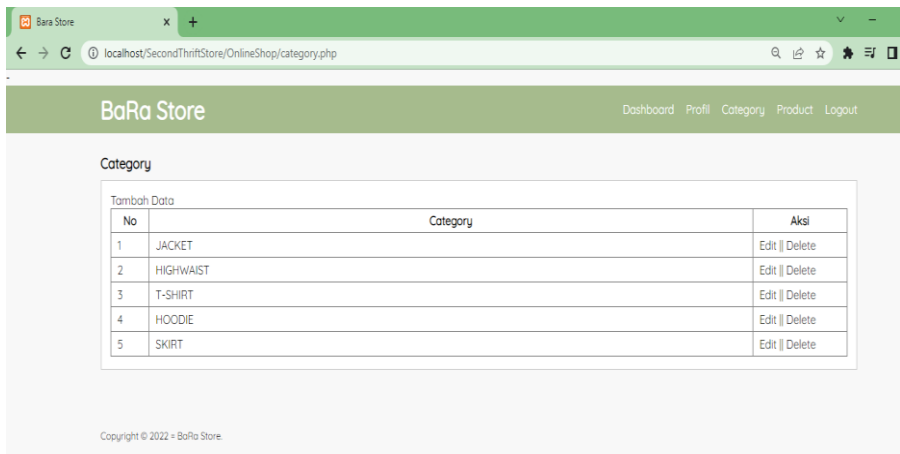 Bara Store
localhost/SecondThriftStore/OnlineShop/category.php
BaRa Store
Dashboard Profil Category Product Logout
Category
Tambah Data
No Category Aksi
1 JACKET Edit || Delete
2 HIGHWAIST Edit || Delete
3 T-SHIRT Edit || Delete
4 HOODIE Edit || Delete
5 SKIRT Edit || Delete
Copyright © 2022 = BaRa Store.